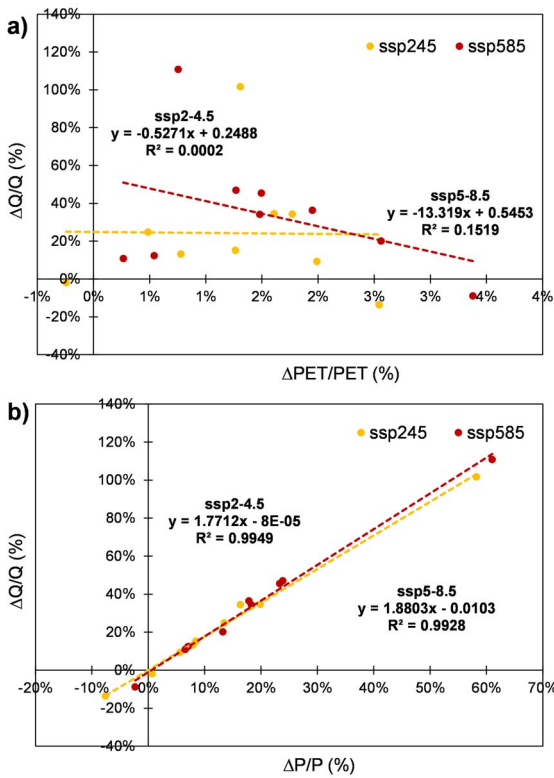 a)
140%
ssp245 ssp585
120%
100%
80%
60%
40%
20%
0%
-20%
-40%
ssp2-4.5
y = -0.5271x + 0.2488
R² = 0.0002
ssp5-8.5
y = -13.319x + 0.5453
R² = 0.1519
-1% 0% 1% 1% 2% 2% 3% 3% 4% 4%
ΔQ/Q (%)
ΔPET/PET (%)
b)
140%
ssp245 ssp585
120%
100%
80%
60%
40%
20%
0%
-20%
-40%
ssp2-4.5
y = 1.7712x - 8E-05
R² = 0.9949
ssp5-8.5
y = 1.8803x - 0.0103
R² = 0.9928
-20% -10% 0% 10% 20% 30% 40% 50% 60% 70%
ΔQ/Q (%)
ΔP/P (%)